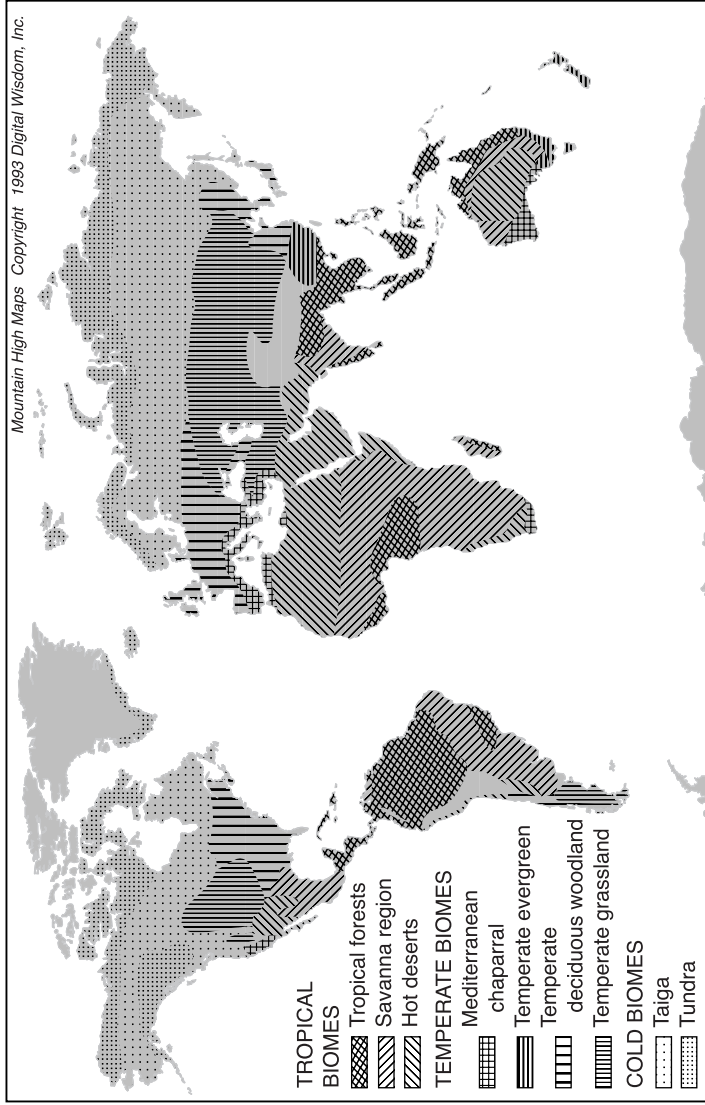 Mountain High Maps Copyright 1993 Digital Wisdom, Inc.
TROPICAL
BIOMES
Tropical forests
Savanna region
Hot deserts
TEMPERATE BIOMES
Mediterranean
chaparral
Temperate evergreen
Temperate
deciduous woodland
Temperate grassland
COLD BIOMES
Taiga
Tundra